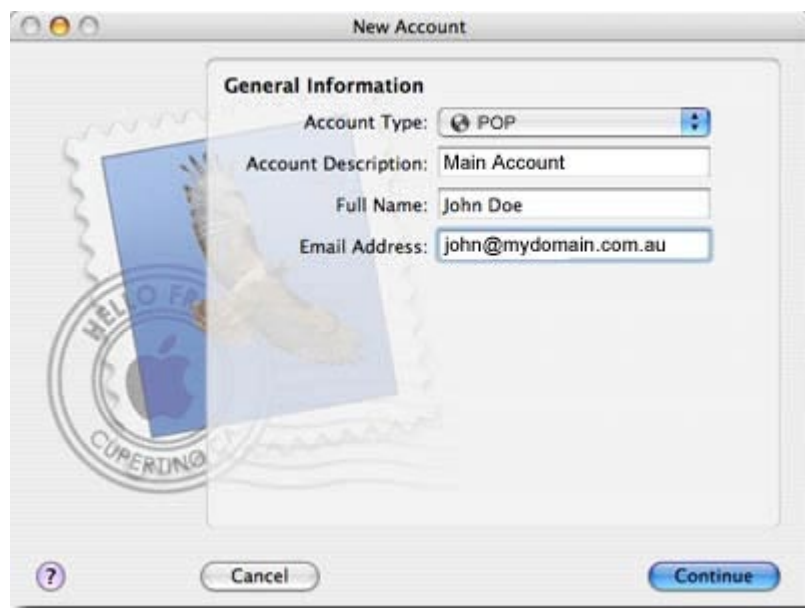 New Account
General Information
Account Type: POP
Account Description: Main Account
Full Name: John Doe
Email Address: john@mydomain.com.au
HELLO FR
CUPERTINO CA
? Cancel Continue